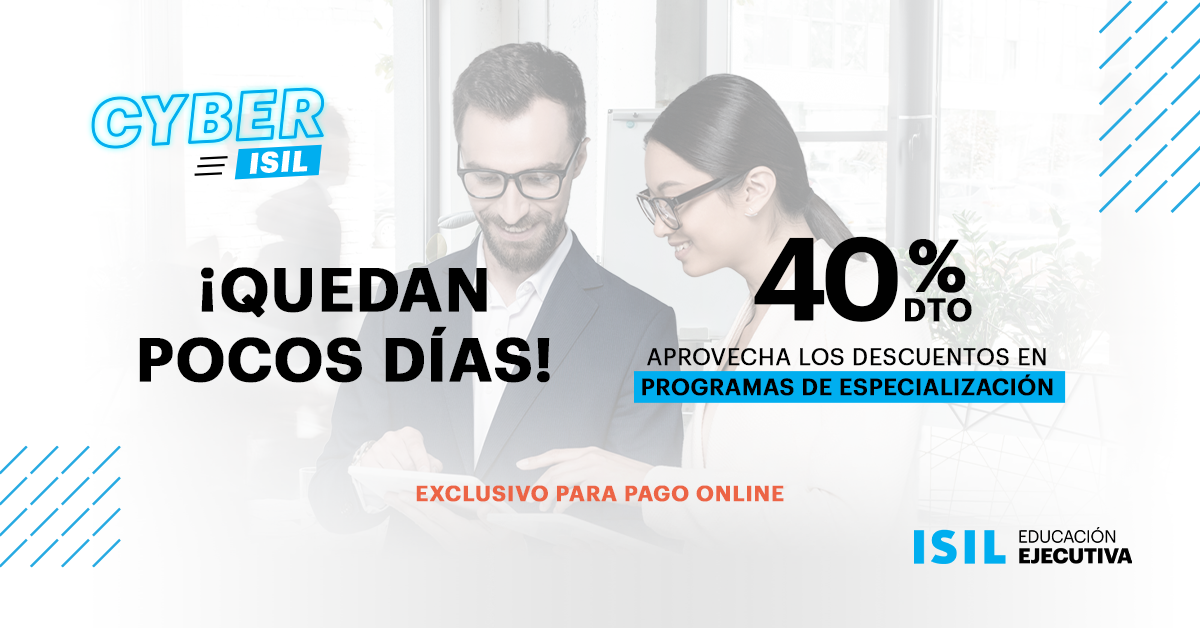 CYBER
ISIL
¡QUEDAN
POCOS DÍAS!
40%
DTO
APROVECHA LOS DESCUENTOS EN
PROGRAMAS DE ESPECIALIZACIÓN
EXCLUSIVO PARA PAGO ONLINE
ISIL EDUCACIÓN
EJECUTIVA